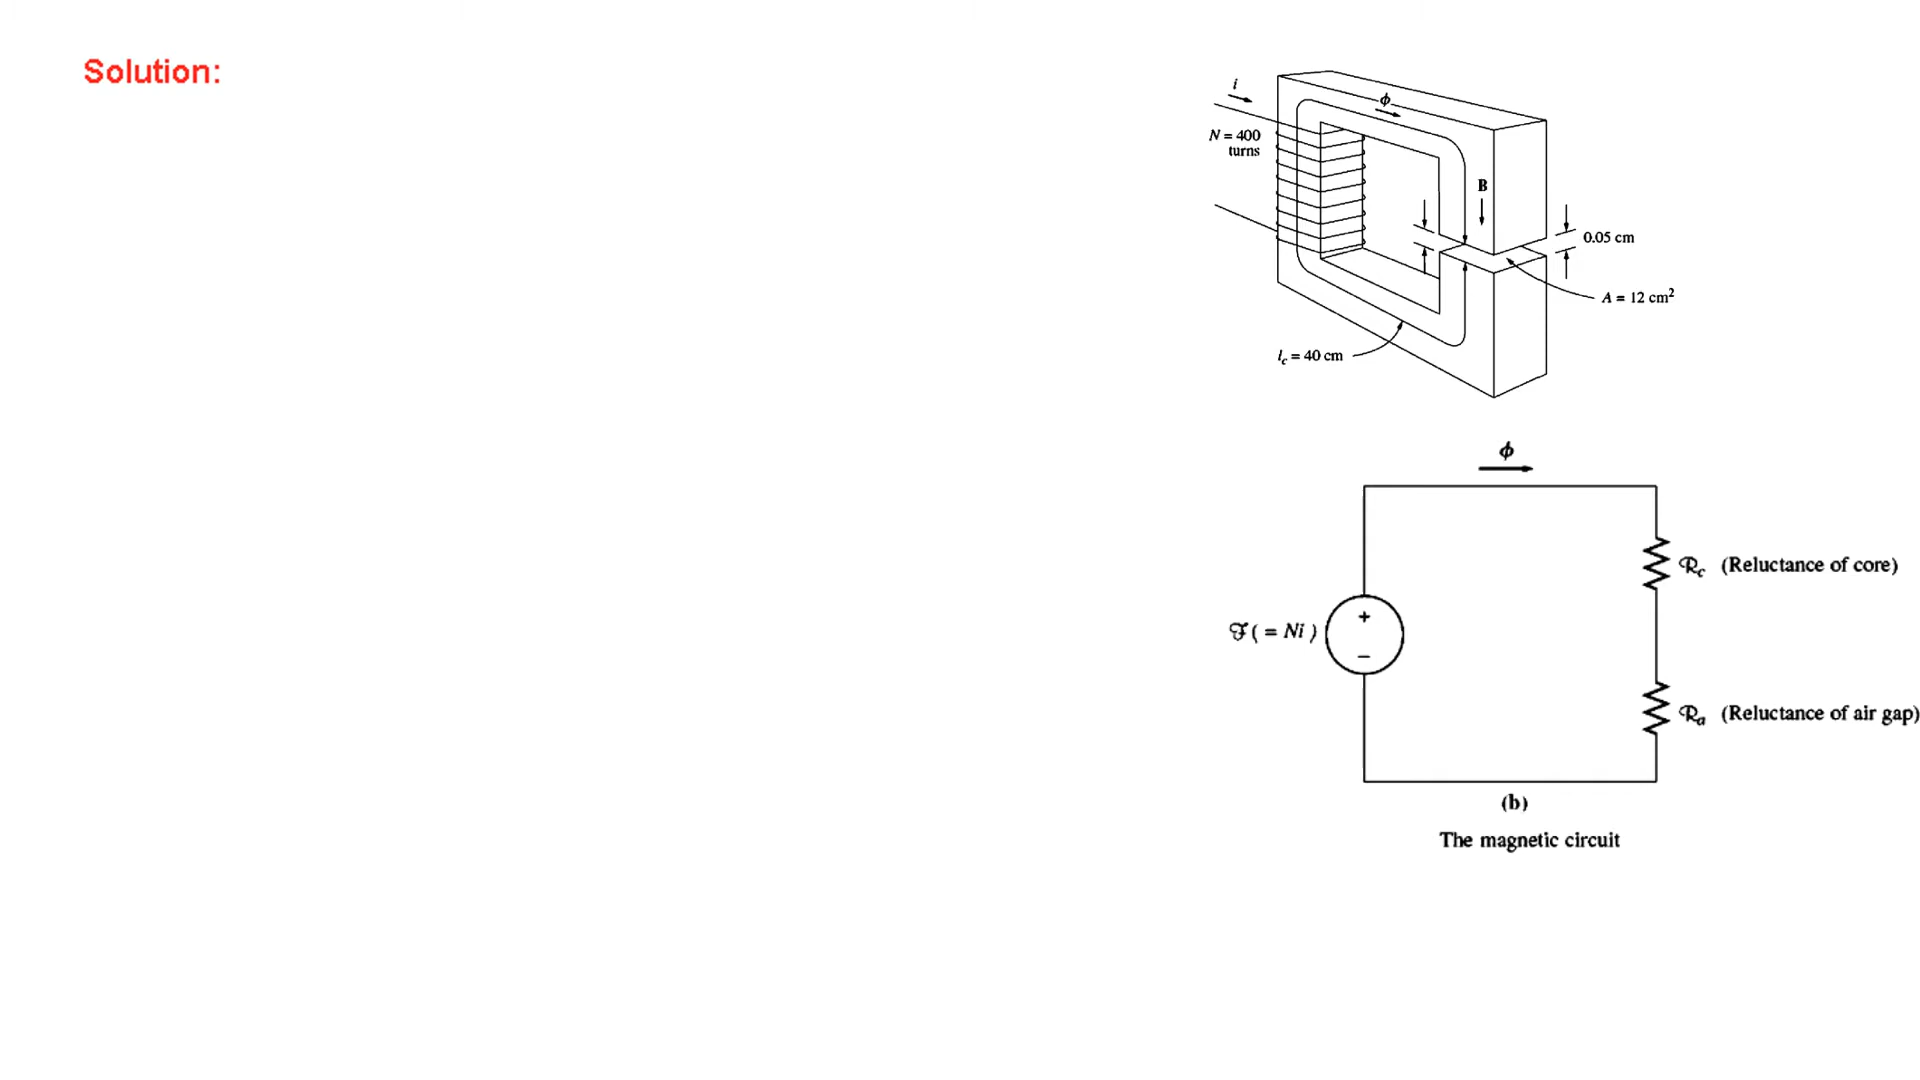 Solution:
i
ϕ
N = 400
turns
B
0.05 cm
A = 12 cm²
l_c = 40 cm
ϕ
ℛ_c (Reluctance of core)
ℱ( = Ni )
+
−
ℛ_a (Reluctance of air gap)
(b)
The magnetic circuit